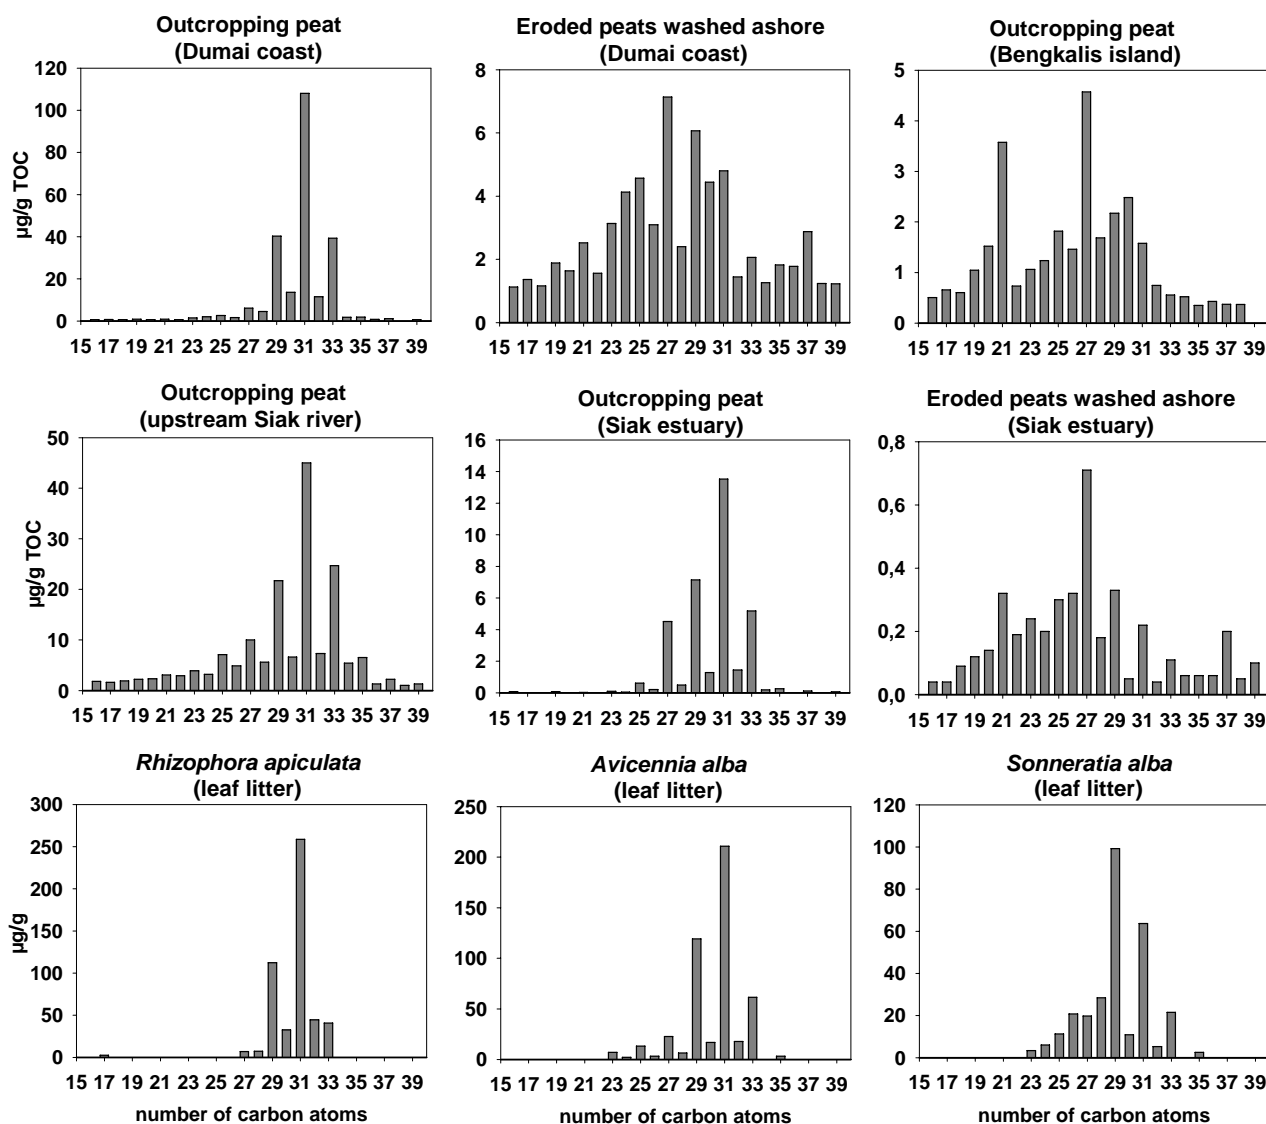 Outcropping peat
(Dumai coast)
120
100
80
60
40
20
0
µg/g TOC
15 17 19 21 23 25 27 29 31 33 35 37 39
Eroded peats washed ashore
(Dumai coast)
8
6
4
2
0
15 17 19 21 23 25 27 29 31 33 35 37 39
Outcropping peat
(Bengkalis island)
5
4
3
2
1
0
15 17 19 21 23 25 27 29 31 33 35 37 39
Outcropping peat
(upstream Siak river)
50
40
30
20
10
0
µg/g TOC
15 17 19 21 23 25 27 29 31 33 35 37 39
Outcropping peat
(Siak estuary)
16
14
12
10
8
6
4
2
0
15 17 19 21 23 25 27 29 31 33 35 37 39
Eroded peats washed ashore
(Siak estuary)
0,8
0,6
0,4
0,2
0,0
15 17 19 21 23 25 27 29 31 33 35 37 39
Rhizophora apiculata
(leaf litter)
300
250
200
150
100
50
0
µg/g
15 17 19 21 23 25 27 29 31 33 35 37 39
number of carbon atoms
Avicennia alba
(leaf litter)
250
200
150
100
50
0
15 17 19 21 23 25 27 29 31 33 35 37 39
number of carbon atoms
Sonneratia alba
(leaf litter)
120
100
80
60
40
20
0
15 17 19 21 23 25 27 29 31 33 35 37 39
number of carbon atoms